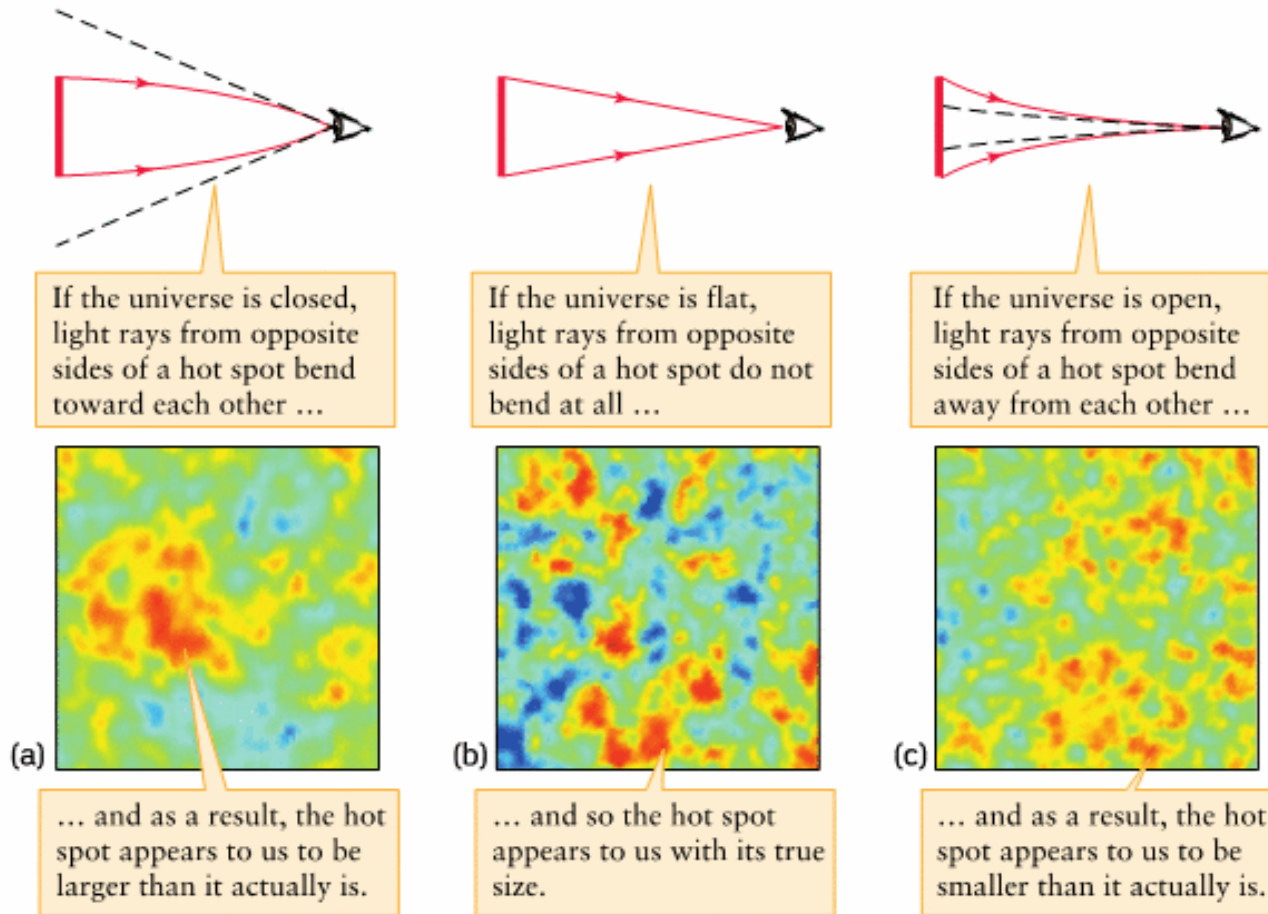 If the universe is closed,
light rays from opposite
sides of a hot spot bend
toward each other ...
If the universe is flat,
light rays from opposite
sides of a hot spot do not
bend at all ...
If the universe is open,
light rays from opposite
sides of a hot spot bend
away from each other ...
(a)
(b)
(c)
... and as a result, the hot
spot appears to us to be
larger than it actually is.
... and so the hot spot
appears to us with its true
size.
... and as a result, the hot
spot appears to us to be
smaller than it actually is.